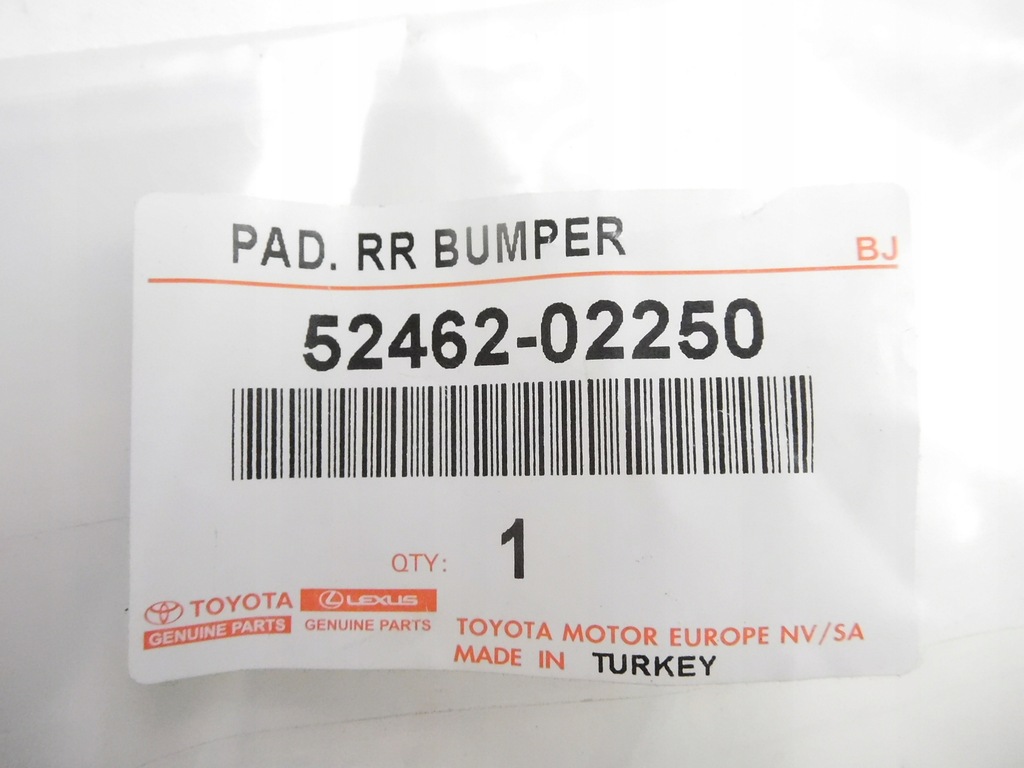 PAD. RR BUMPER
BJ
52462-02250
QTY: 1
TOYOTA
GENUINE PARTS
LEXUS
GENUINE PARTS
TOYOTA MOTOR EUROPE NV/SA
MADE IN TURKEY